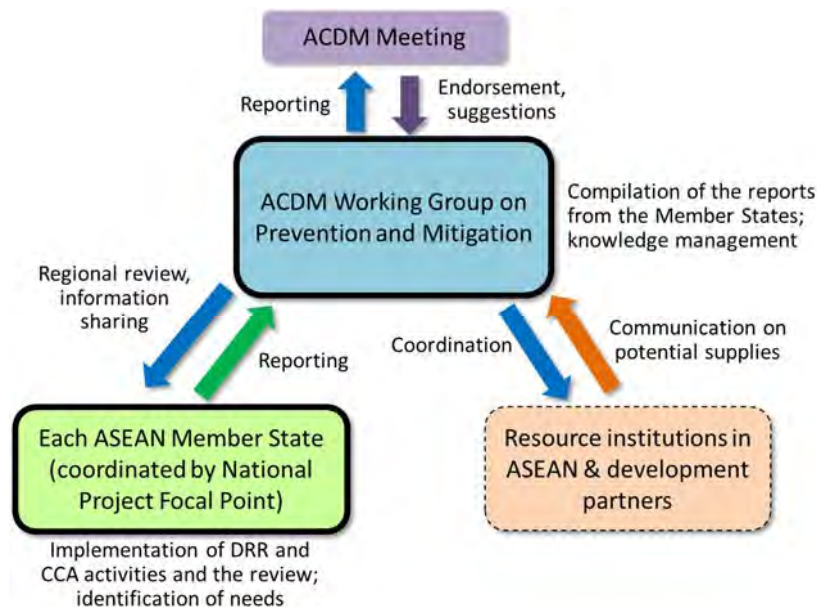 ACDM Meeting
Reporting
Endorsement,
suggestions
ACDM Working Group on
Prevention and Mitigation
Compilation of the reports
from the Member States;
knowledge management
Regional review,
information
sharing
Reporting
Coordination
Communication on
potential supplies
Each ASEAN Member State
(coordinated by National
Project Focal Point)
Resource institutions in
ASEAN & development
partners
Implementation of DRR and
CCA activities and the review;
identification of needs